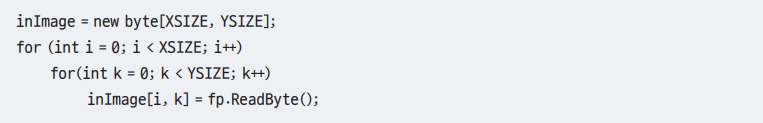 inImage = new byte[XSIZE, YSIZE];
for (int i = 0; i < XSIZE; i++)
for(int k = 0; k < YSIZE; k++)
inImage[i, k] = fp.ReadByte();